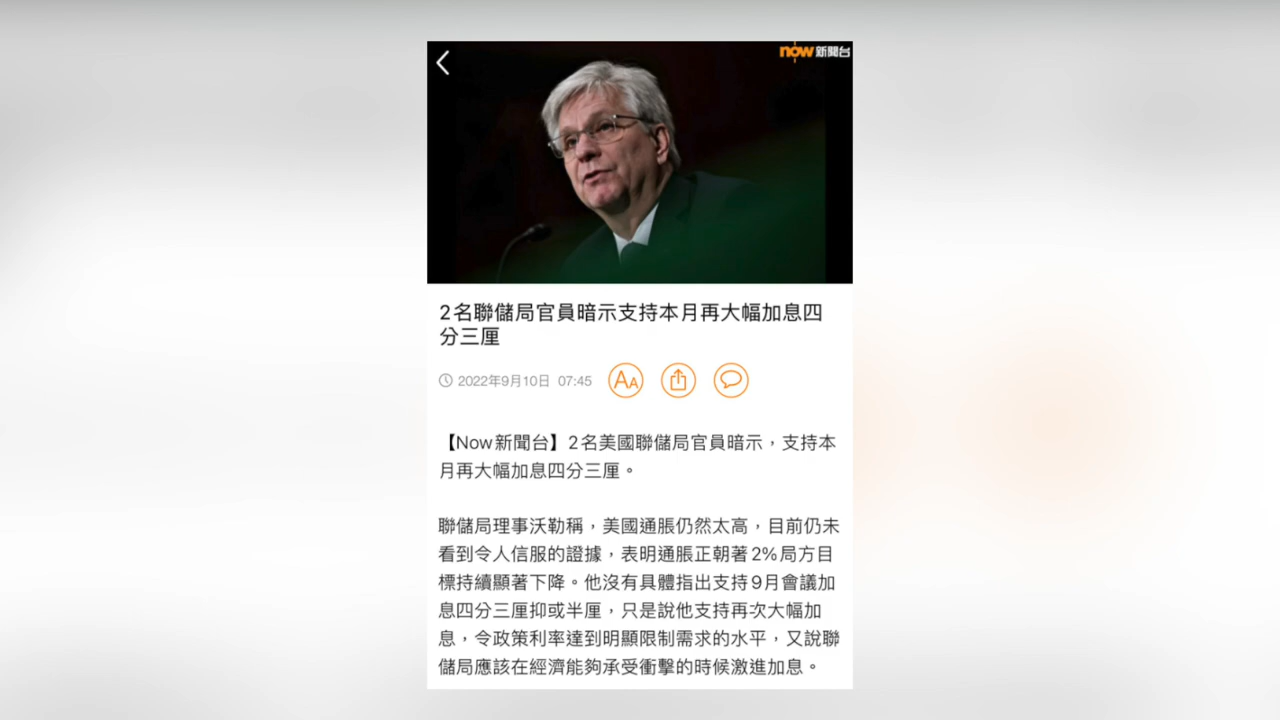 now 新聞台
2名聯儲局官員暗示支持本月再大幅加息四
分三厘
2022年9月10日 07:45
AA
【Now新聞台】2名美國聯儲局官員暗示，支持本
月再大幅加息四分三厘。
聯儲局理事沃勒稱，美國通脹仍然太高，目前仍未
看到令人信服的證據，表明通脹正朝著2%局方目
標持續顯著下降。他沒有具體指出支持9月會議加
息四分三厘抑或半厘，只是說他支持再次大幅加
息，令政策利率達到明顯限制需求的水平，又說聯
儲局應該在經濟能夠承受衝擊的時候激進加息。